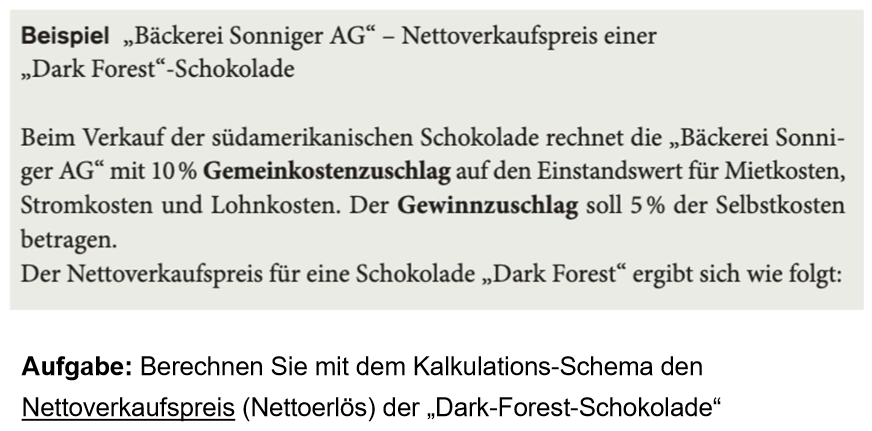 Beispiel „Bäckerei Sonniger AG“ – Nettoverkaufspreis einer
„Dark Forest“-Schokolade
Beim Verkauf der südamerikanischen Schokolade rechnet die „Bäckerei Sonni-
ger AG“ mit 10 % Gemeinkostenzuschlag auf den Einstandswert für Mietkosten,
Stromkosten und Lohnkosten. Der Gewinnzuschlag soll 5 % der Selbstkosten
betragen.
Der Nettoverkaufspreis für eine Schokolade „Dark Forest“ ergibt sich wie folgt:
Aufgabe: Berechnen Sie mit dem Kalkulations-Schema den
Nettoverkaufspreis (Nettoerlös) der „Dark-Forest-Schokolade“